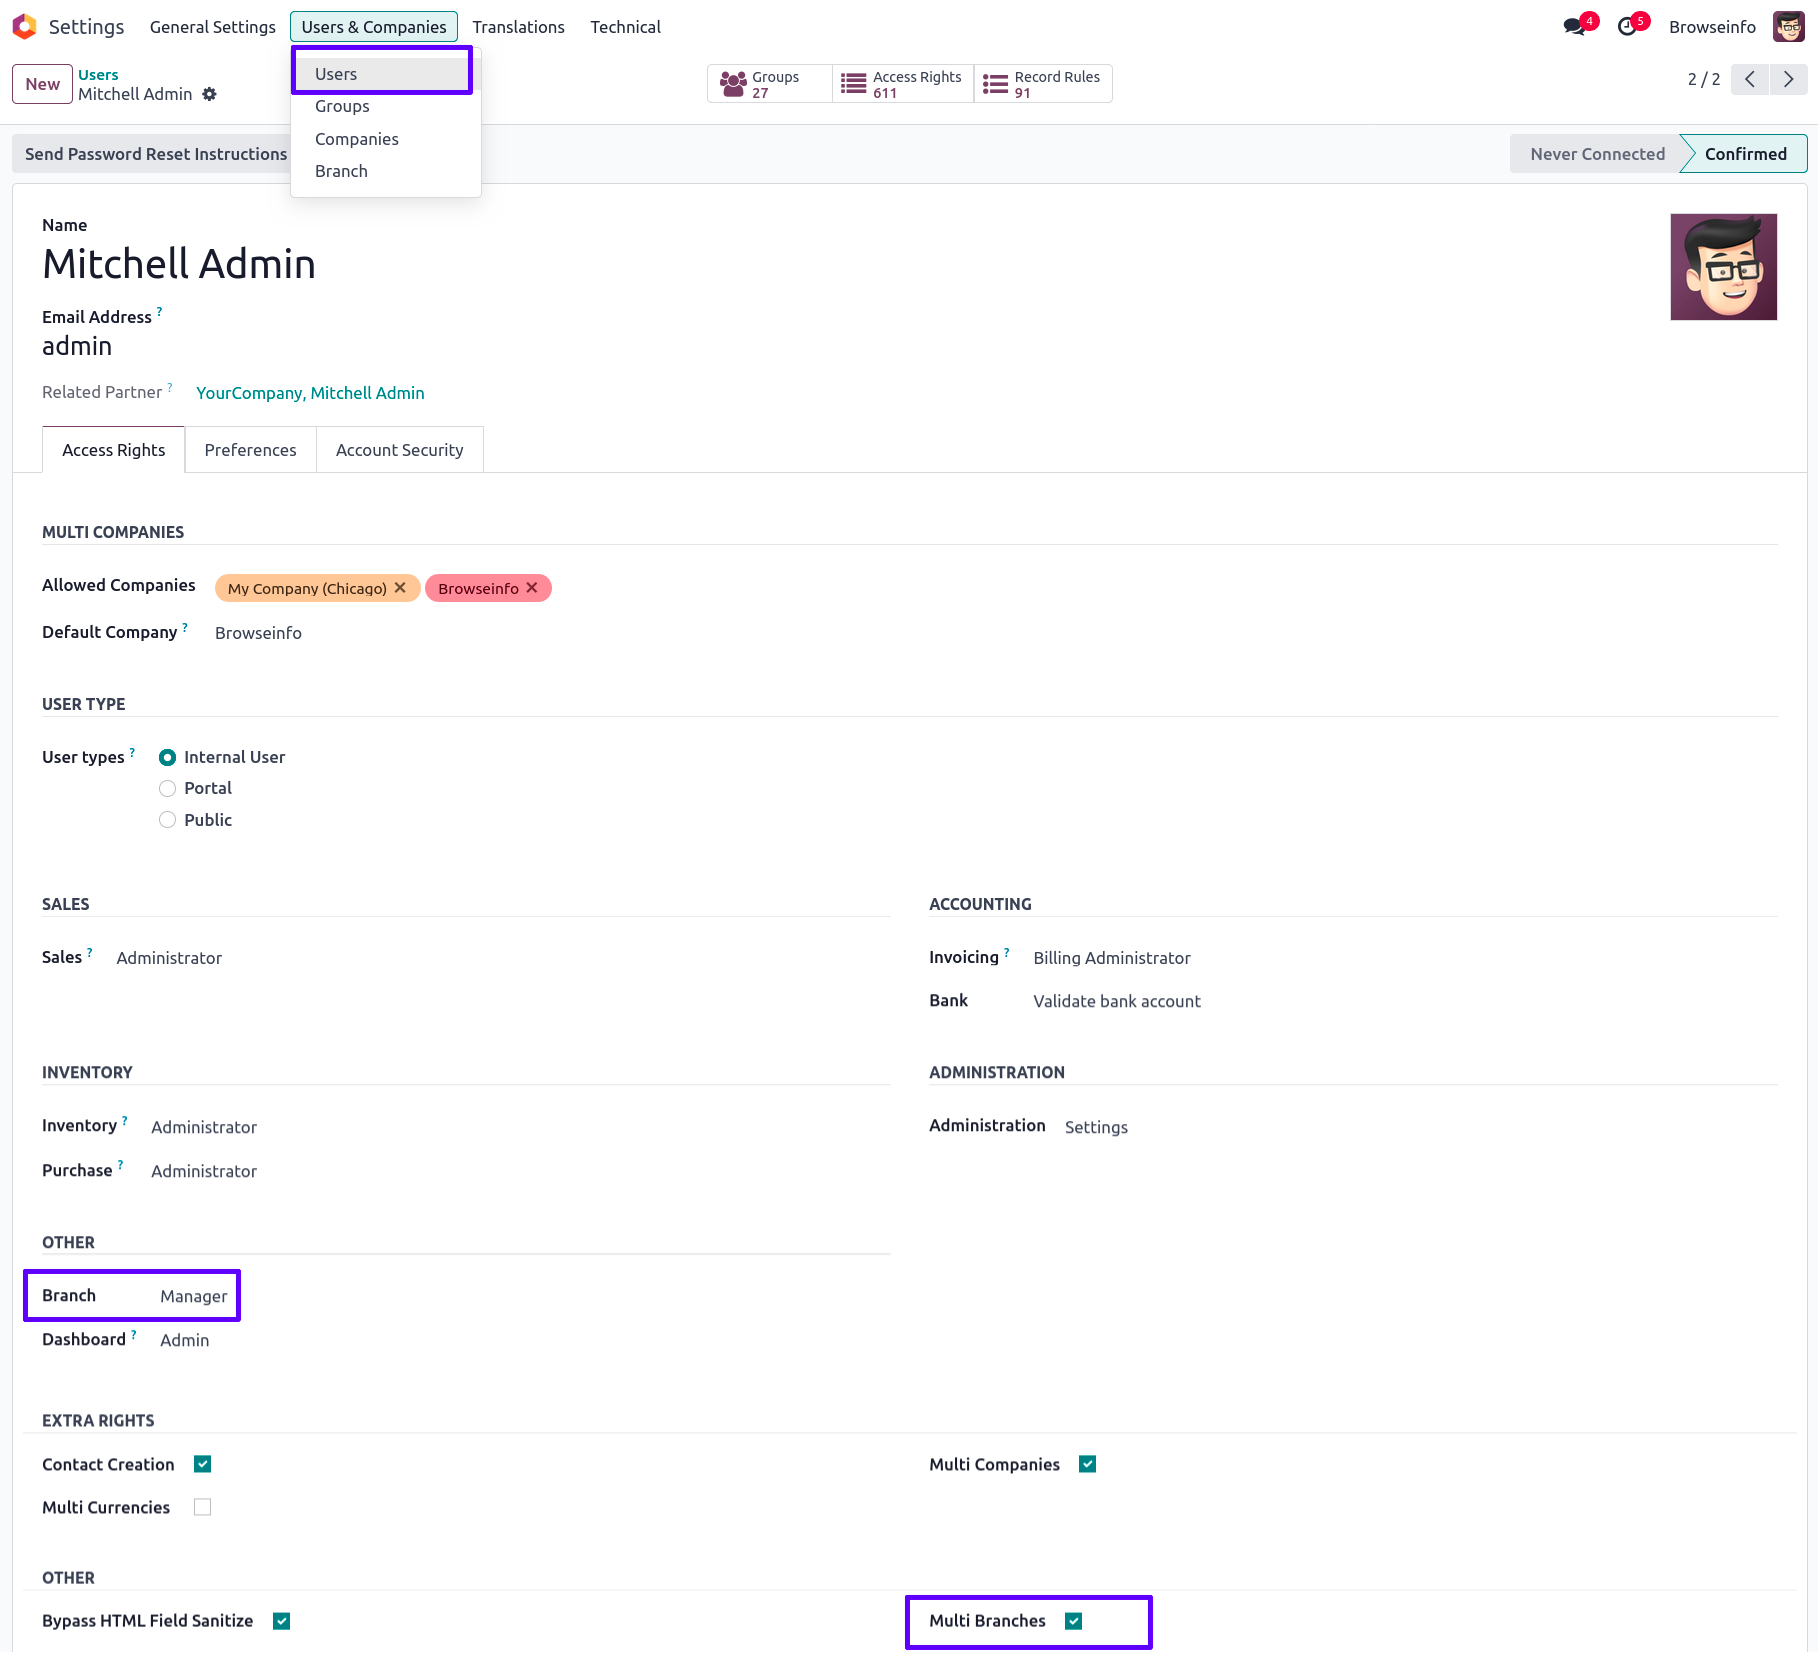 Settings General Settings Users & Companies Translations Technical 4 5 Browseinfo
New Users
Mitchell Admin
Users
Groups
Companies
Branch
Groups
27
Access Rights
611
Record Rules
91
2 / 2
Send Password Reset Instructions
Never Connected Confirmed
Name
Mitchell Admin
Email Address ?
admin
Related Partner ? YourCompany, Mitchell Admin
Access Rights Preferences Account Security
MULTI COMPANIES
Allowed Companies My Company (Chicago) Browseinfo
Default Company ? Browseinfo
USER TYPE
User types ? Internal User
Portal
Public
SALES
Sales ? Administrator
ACCOUNTING
Invoicing ? Billing Administrator
Bank Validate bank account
INVENTORY
Inventory ? Administrator
Purchase ? Administrator
ADMINISTRATION
Administration Settings
OTHER
Branch Manager
Dashboard ? Admin
EXTRA RIGHTS
Contact Creation
Multi Companies
Multi Currencies
OTHER
Bypass HTML Field Sanitize
Multi Branches